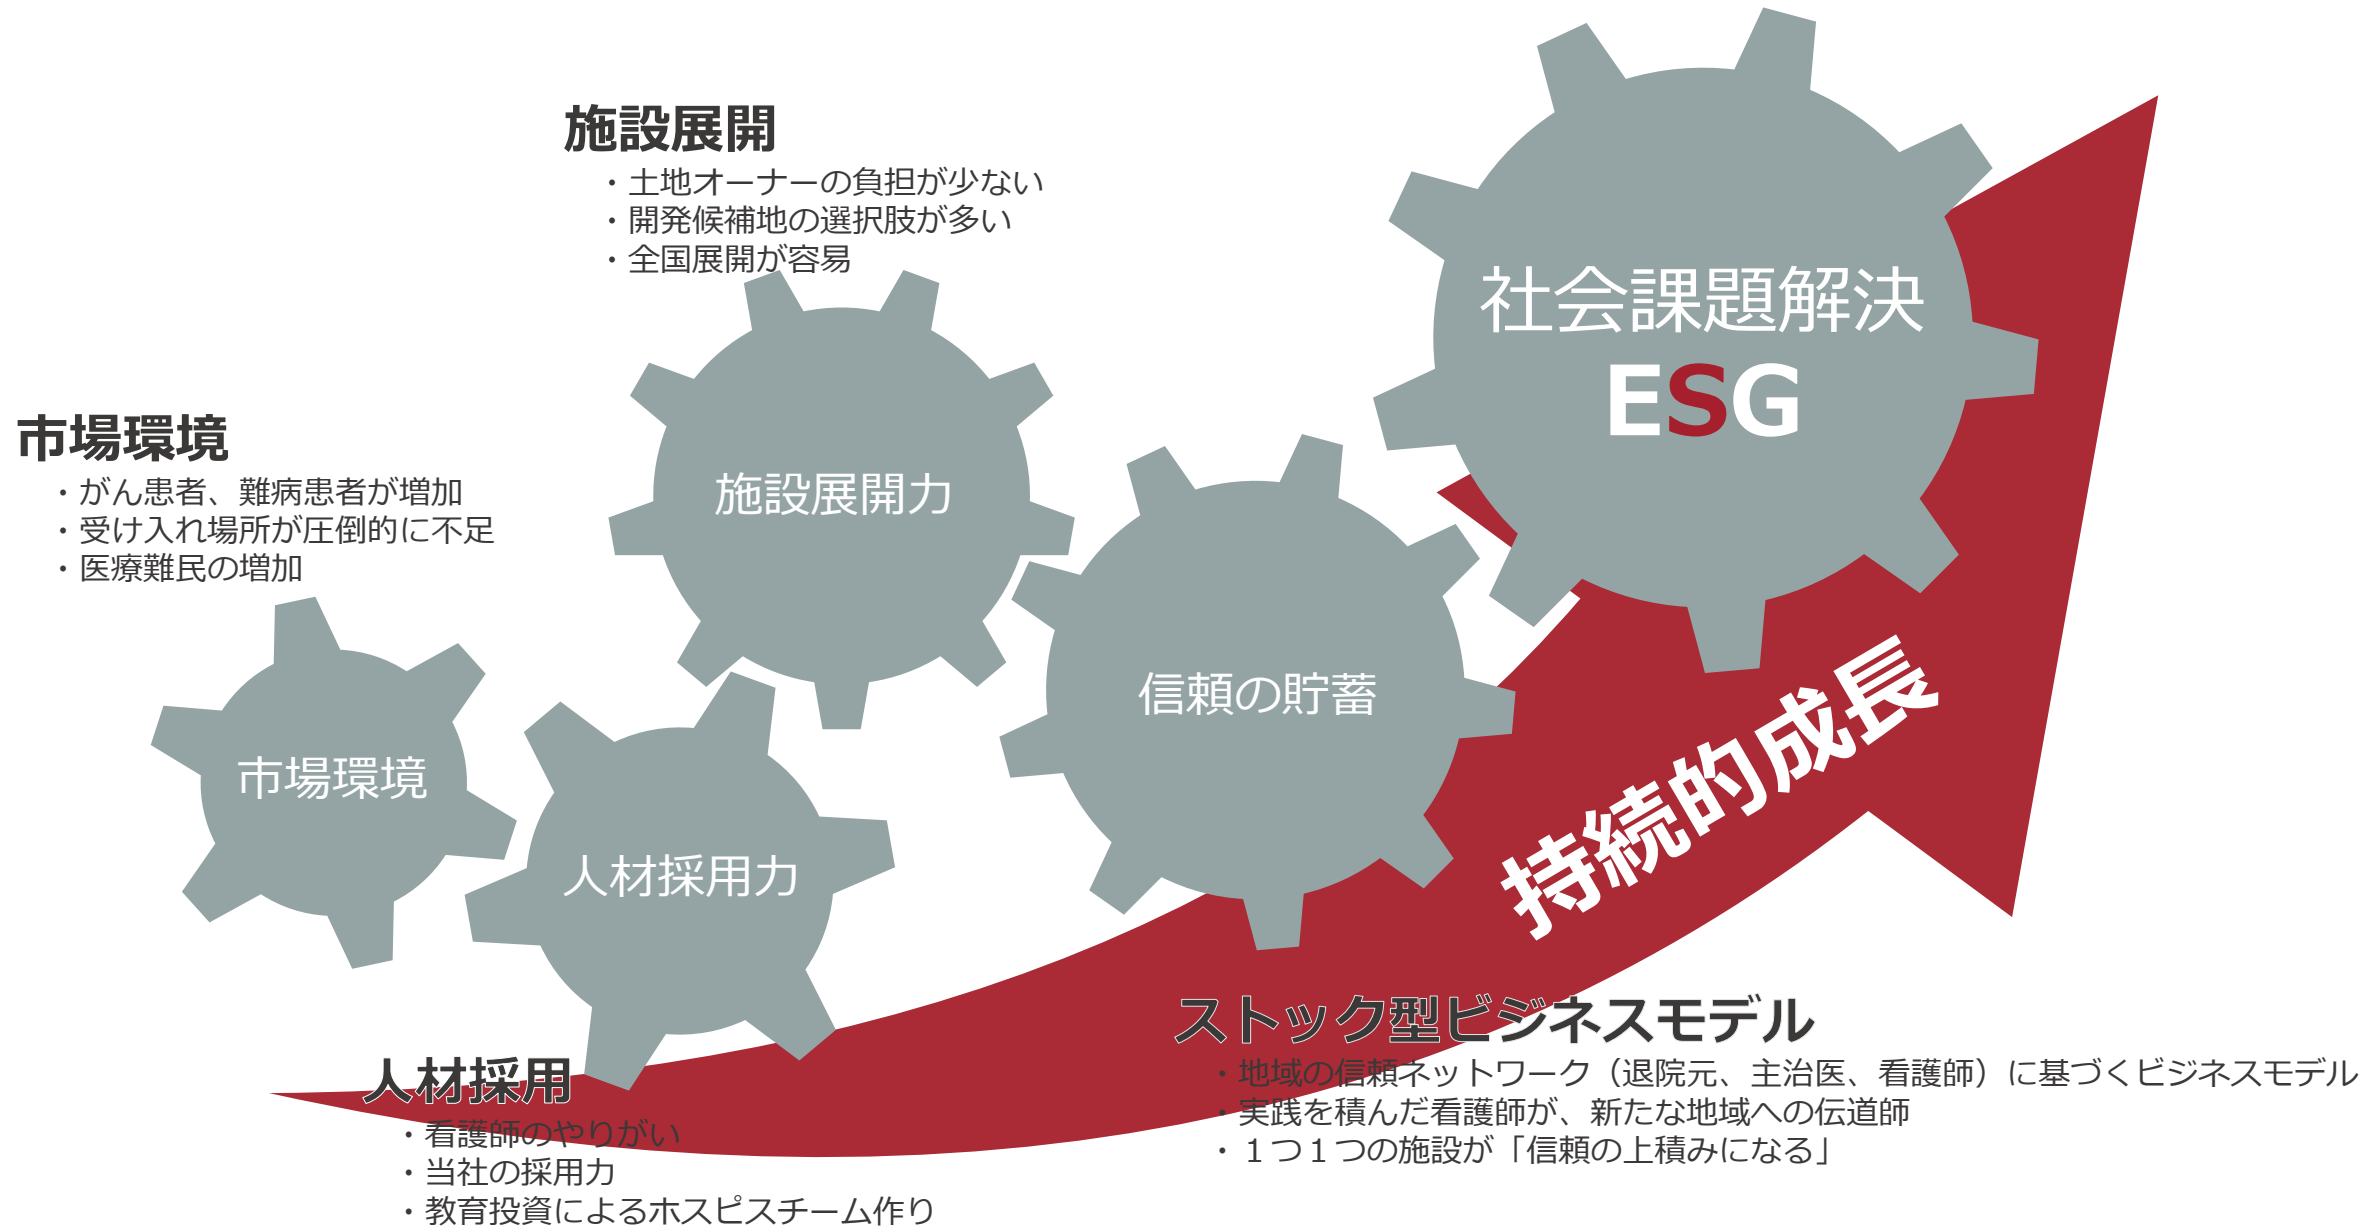 施設展開
・土地オーナーの負担が少ない
・開発候補地の選択肢が多い
・全国展開が容易
社会課題解決
ESG
市場環境
・がん患者、難病患者が増加
・受け入れ場所が圧倒的に不足
・医療難民の増加
施設展開力
信頼の貯蓄
市場環境
人材採用力
持続的成長
ストック型ビジネスモデル
・地域の信頼ネットワーク（退院元、主治医、看護師）に基づくビジネスモデル
・実践を積んだ看護師が、新たな地域への伝道師
・１つ１つの施設が「信頼の上積みになる」
人材採用
・看護師のやりがい
・当社の採用力
・教育投資によるホスピスチーム作り